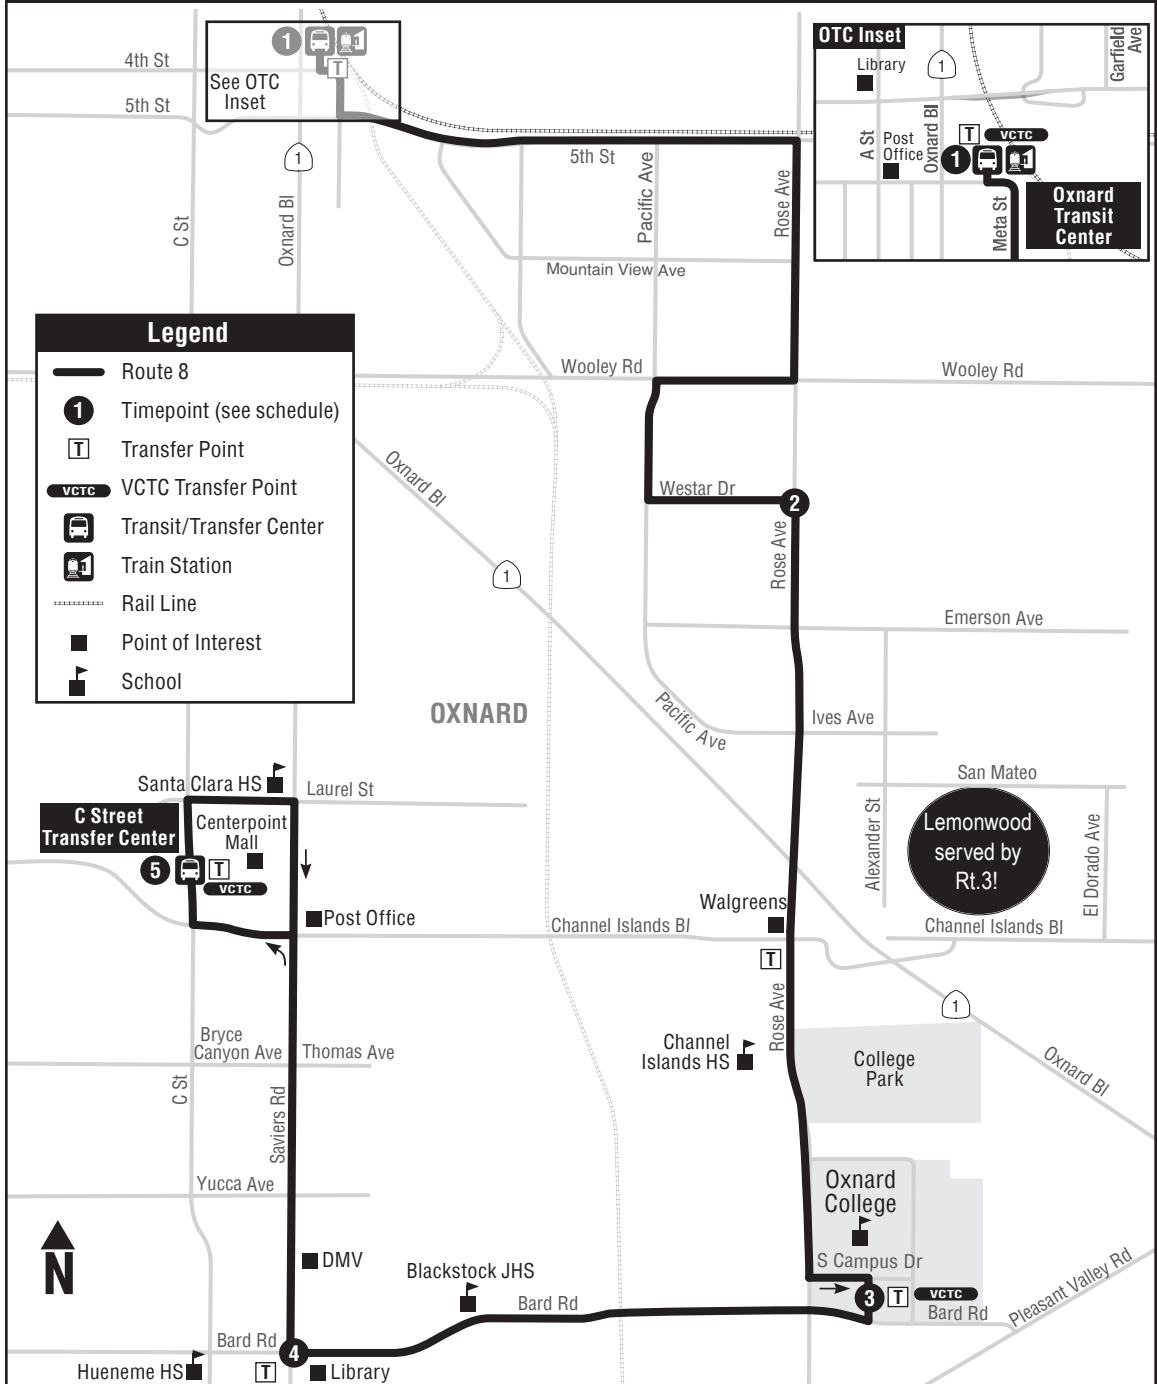 1
T
4th St
See OTC
Inset
5th St
1
C St
Oxnard Bl
5th St
Pacific Ave
Rose Ave
Mountain View Ave
OTC Inset
Library
1
Garfield
Ave
A St
Post
Office
Oxnard Bl
T
VCTC
1
Meta St
Oxnard
Transit
Center
Legend
Route 8
1 Timepoint (see schedule)
T Transfer Point
VCTC VCTC Transfer Point
Transit/Transfer Center
Train Station
Rail Line
Point of Interest
School
Wooley Rd
Wooley Rd
Oxnard Bl
Westar Dr
2
Rose Ave
1
Emerson Ave
OXNARD
Pacific Ave
Ives Ave
San Mateo
Alexander St
Lemonwood
served by
Rt.3!
El Dorado Ave
Channel Islands Bl
Santa Clara HS
Laurel St
C Street
Transfer Center
Centerpoint
Mall
5
T
VCTC
Post Office
Channel Islands Bl
Walgreens
T
Rose Ave
1
Oxnard Bl
Bryce
Canyon Ave
Thomas Ave
C St
Saviers Rd
Channel
Islands HS
College
Park
Yucca Ave
Oxnard
College
S Campus Dr
N
DMV
Blackstock JHS
Bard Rd
3
T
VCTC
Bard Rd
Pleasant Valley Rd
Bard Rd
4
Hueneme HS
T
Library